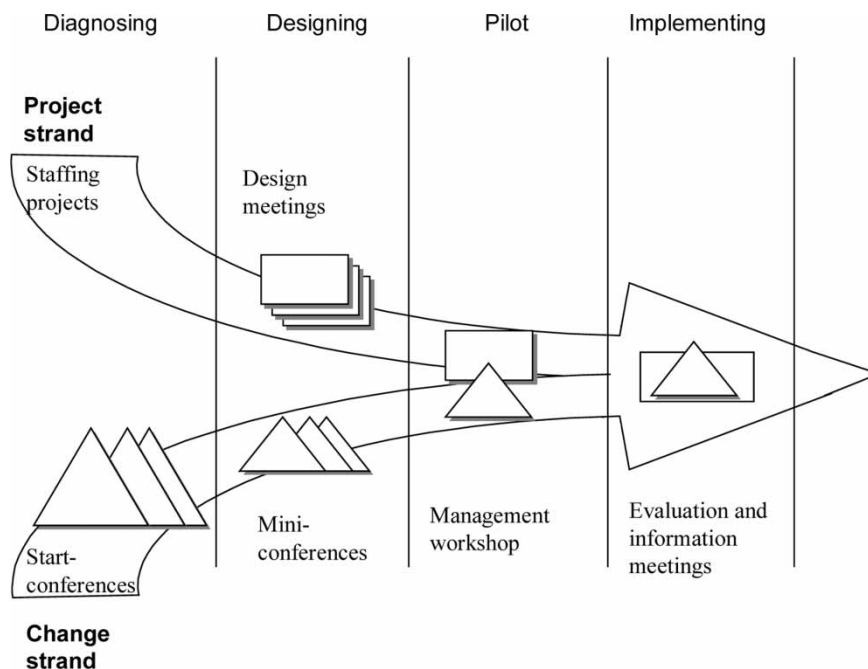 Diagnosing
Designing
Pilot
Implementing
Project
strand
Staffing
projects
Design
meetings
Start-
conferences
Mini-
conferences
Management
workshop
Evaluation and
information
meetings
Change
strand